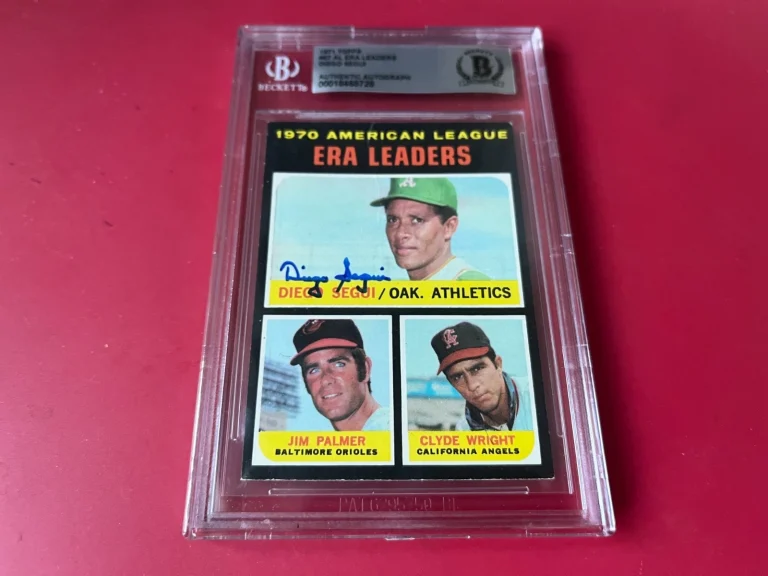 1971 TOPPS
#67 AL ERA LEADERS
DIEGO SEGUI
AUTHENTIC AUTOGRAPH
B
BECKETT
B
1970 AMERICAN LEAGUE
ERA LEADERS
A
Diego Segui
DIEGO SEGUI / OAK. ATHLETICS
CA
JIM PALMER
BALTIMORE ORIOLES
CLYDE WRIGHT
CALIFORNIA ANGELS